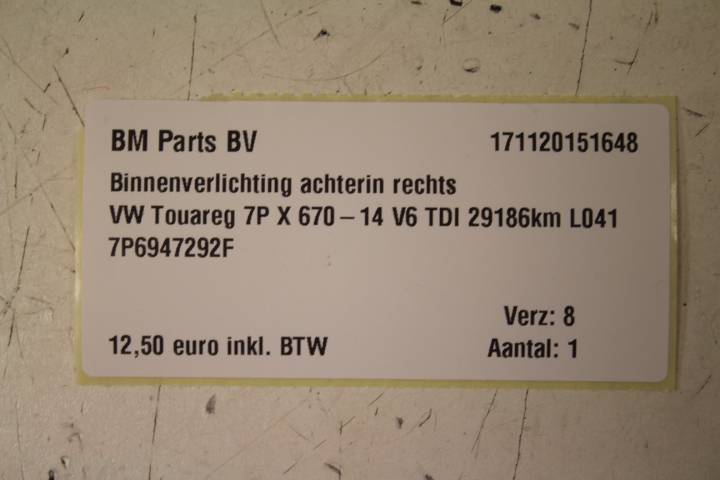 BM Parts BV 171120151648
Binnenverlichting achterin rechts
VW Touareg 7P X 670 – 14 V6 TDI 29186km L041
7P6947292F
Verz: 8
12,50 euro inkl. BTW Aantal: 1